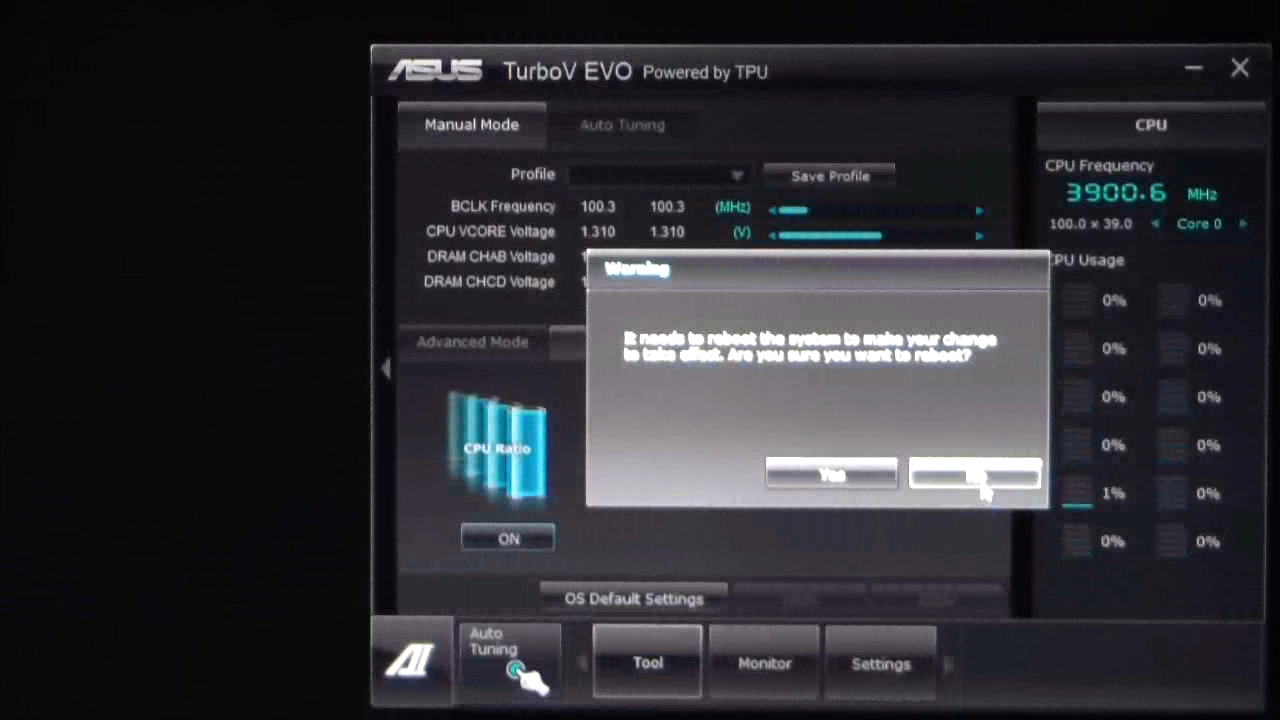 ASUS TurboV EVO Powered by TPU
Manual Mode
Auto Tuning
CPU
Profile
Save Profile
CPU Frequency
3900.6 MHz
BCLK Frequency 100.3 100.3 (MHz)
100.0 x 39.0 Core 0
CPU VCORE Voltage 1.310 1.310 (V)
DRAM CHAB Voltage
CPU Usage
DRAM CHCD Voltage
Warning
It needs to reboot the system to make your change
to take effect. Are you sure you want to reboot?
Yes
No
0% 0%
0% 0%
0% 0%
0% 0%
1% 0%
0% 0%
Advanced Mode
CPU Ratio
ON
OS Default Settings
AI
Auto
Tuning
Tool
Monitor
Settings